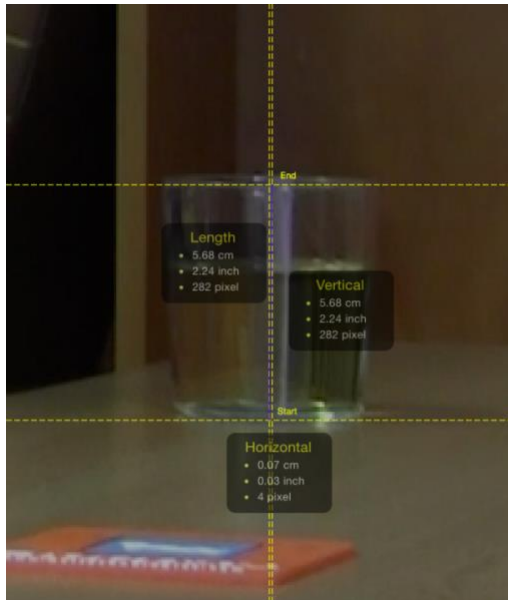 End
Length
• 5.68 cm
• 2.24 inch
• 282 pixel
Vertical
• 5.68 cm
• 2.24 inch
• 282 pixel
Start
Horizontal
• 0.07 cm
• 0.03 inch
• 4 pixel